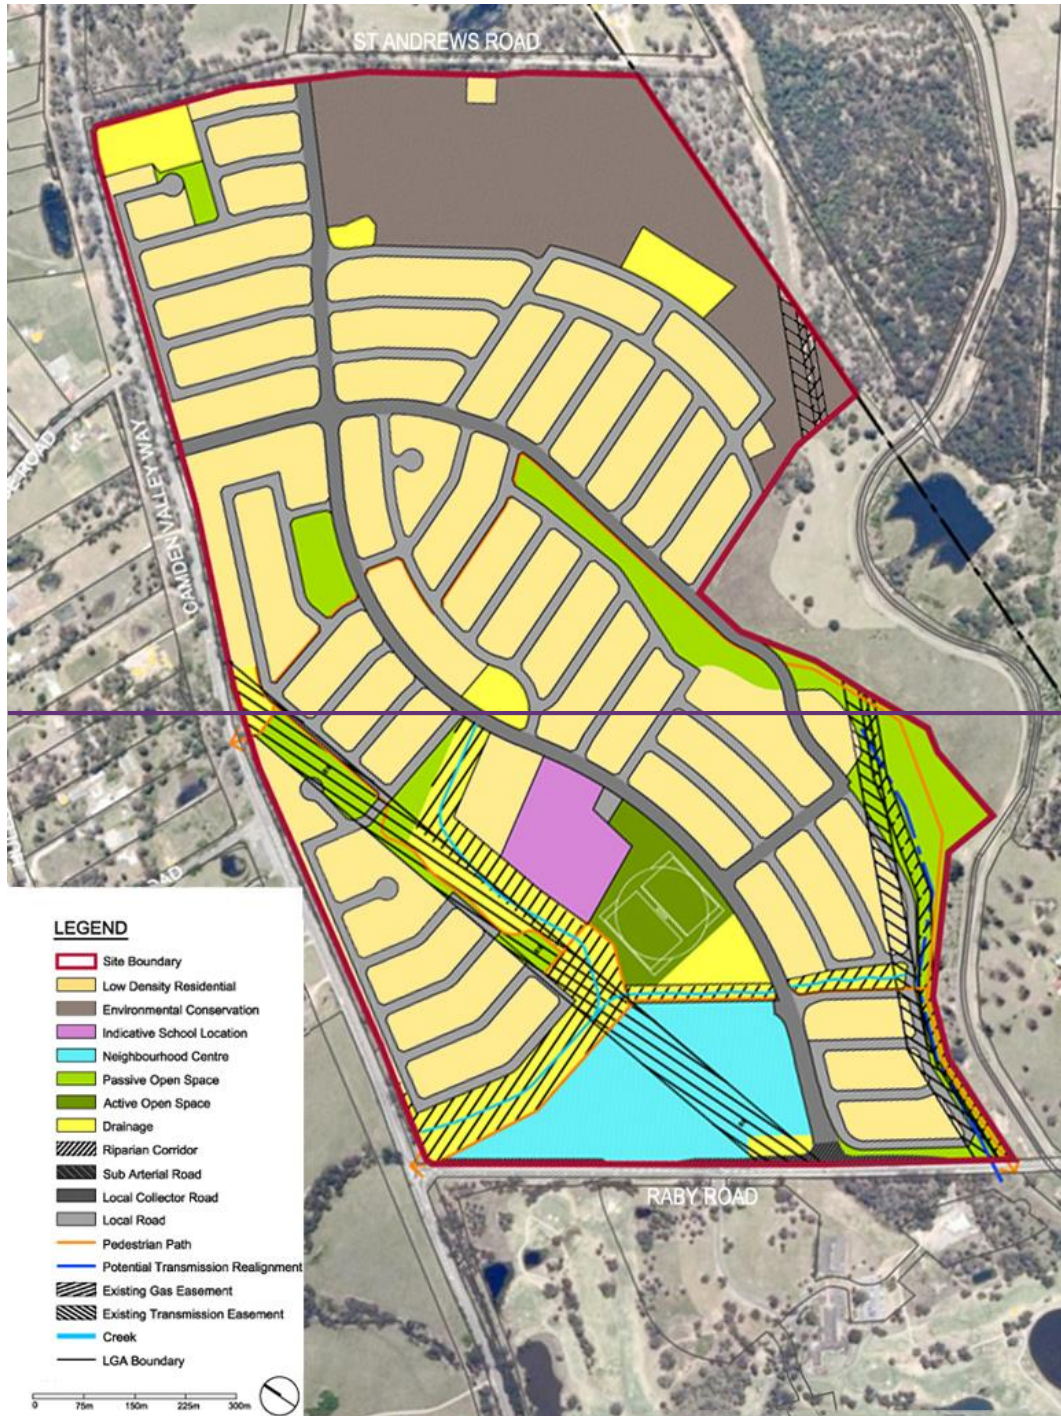 ST ANDREWS ROAD
CAMDEN VALLEY WAY
RABY ROAD
LEGEND
Site Boundary
Low Density Residential
Environmental Conservation
Indicative School Location
Neighbourhood Centre
Passive Open Space
Active Open Space
Drainage
Riparian Corridor
Sub Arterial Road
Local Collector Road
Local Road
Pedestrian Path
Potential Transmission Realignment
Existing Gas Easement
Existing Transmission Easement
Creek
LGA Boundary
0 75m 150m 225m 300m